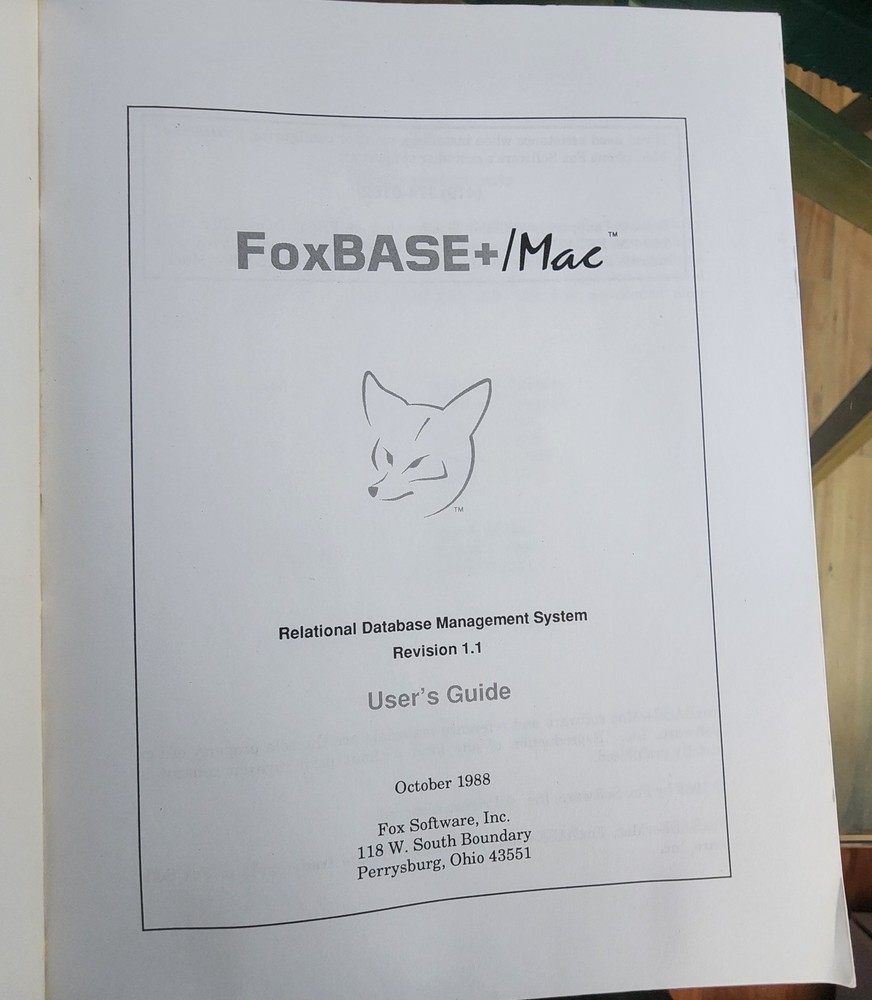 FoxBASE+/Mac™
™
Relational Database Management System
Revision 1.1
User's Guide
October 1988
Fox Software, Inc.
118 W. South Boundary
Perrysburg, Ohio 43551